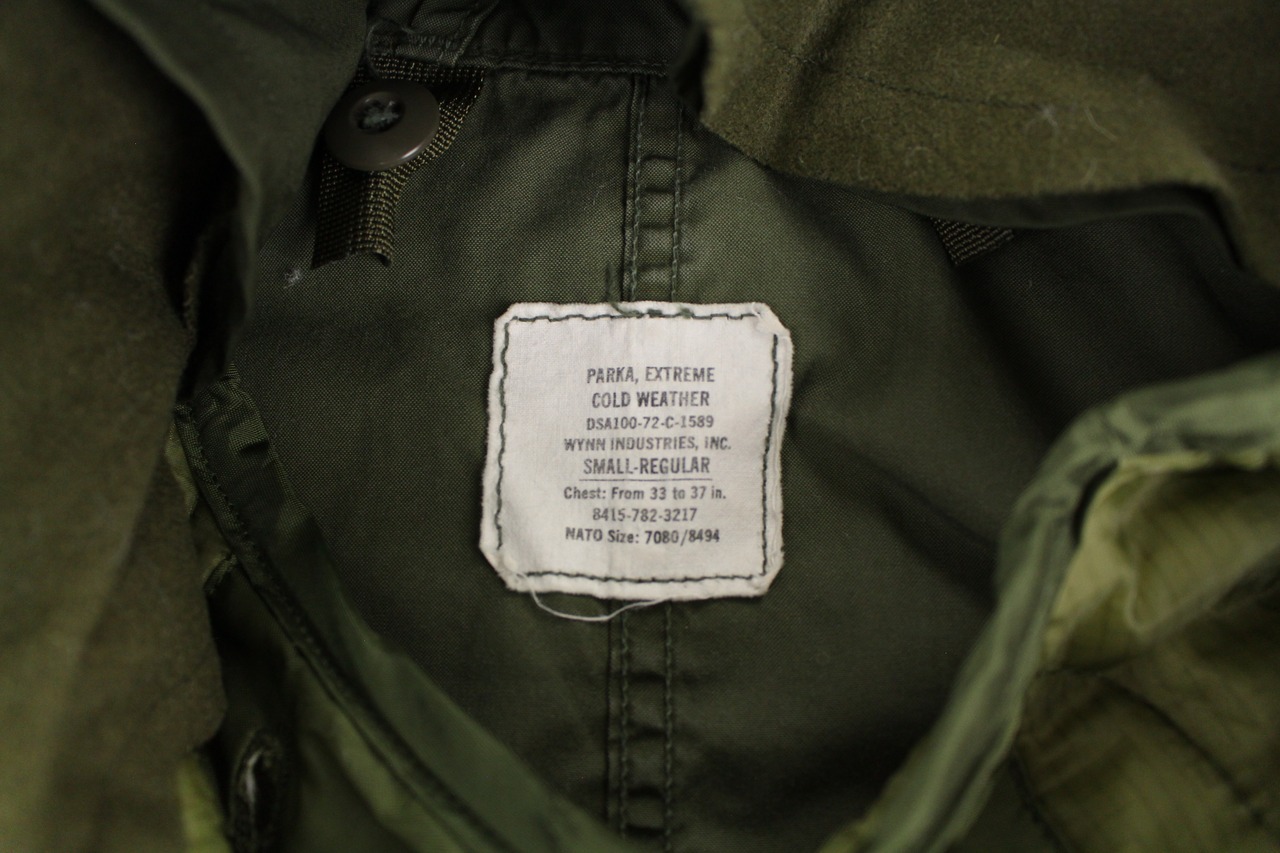 PARKA, EXTREME
COLD WEATHER
DSA100-72-C-1589
WYNN INDUSTRIES, INC.
SMALL-REGULAR
Chest: From 33 to 37 in.
8415-782-3217
NATO Size: 7080/8494